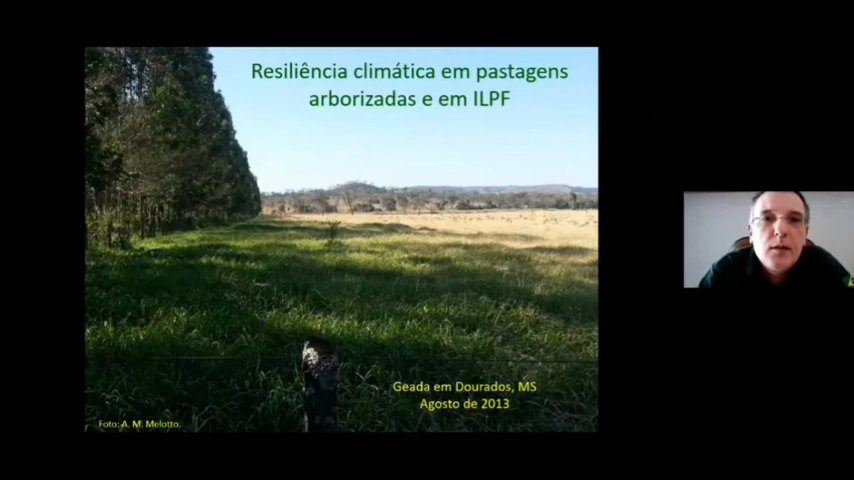 Resiliência climática em pastagens
arborizadas e em ILPF
Geada em Dourados, MS
Agosto de 2013
Foto: A. M. Melotto.